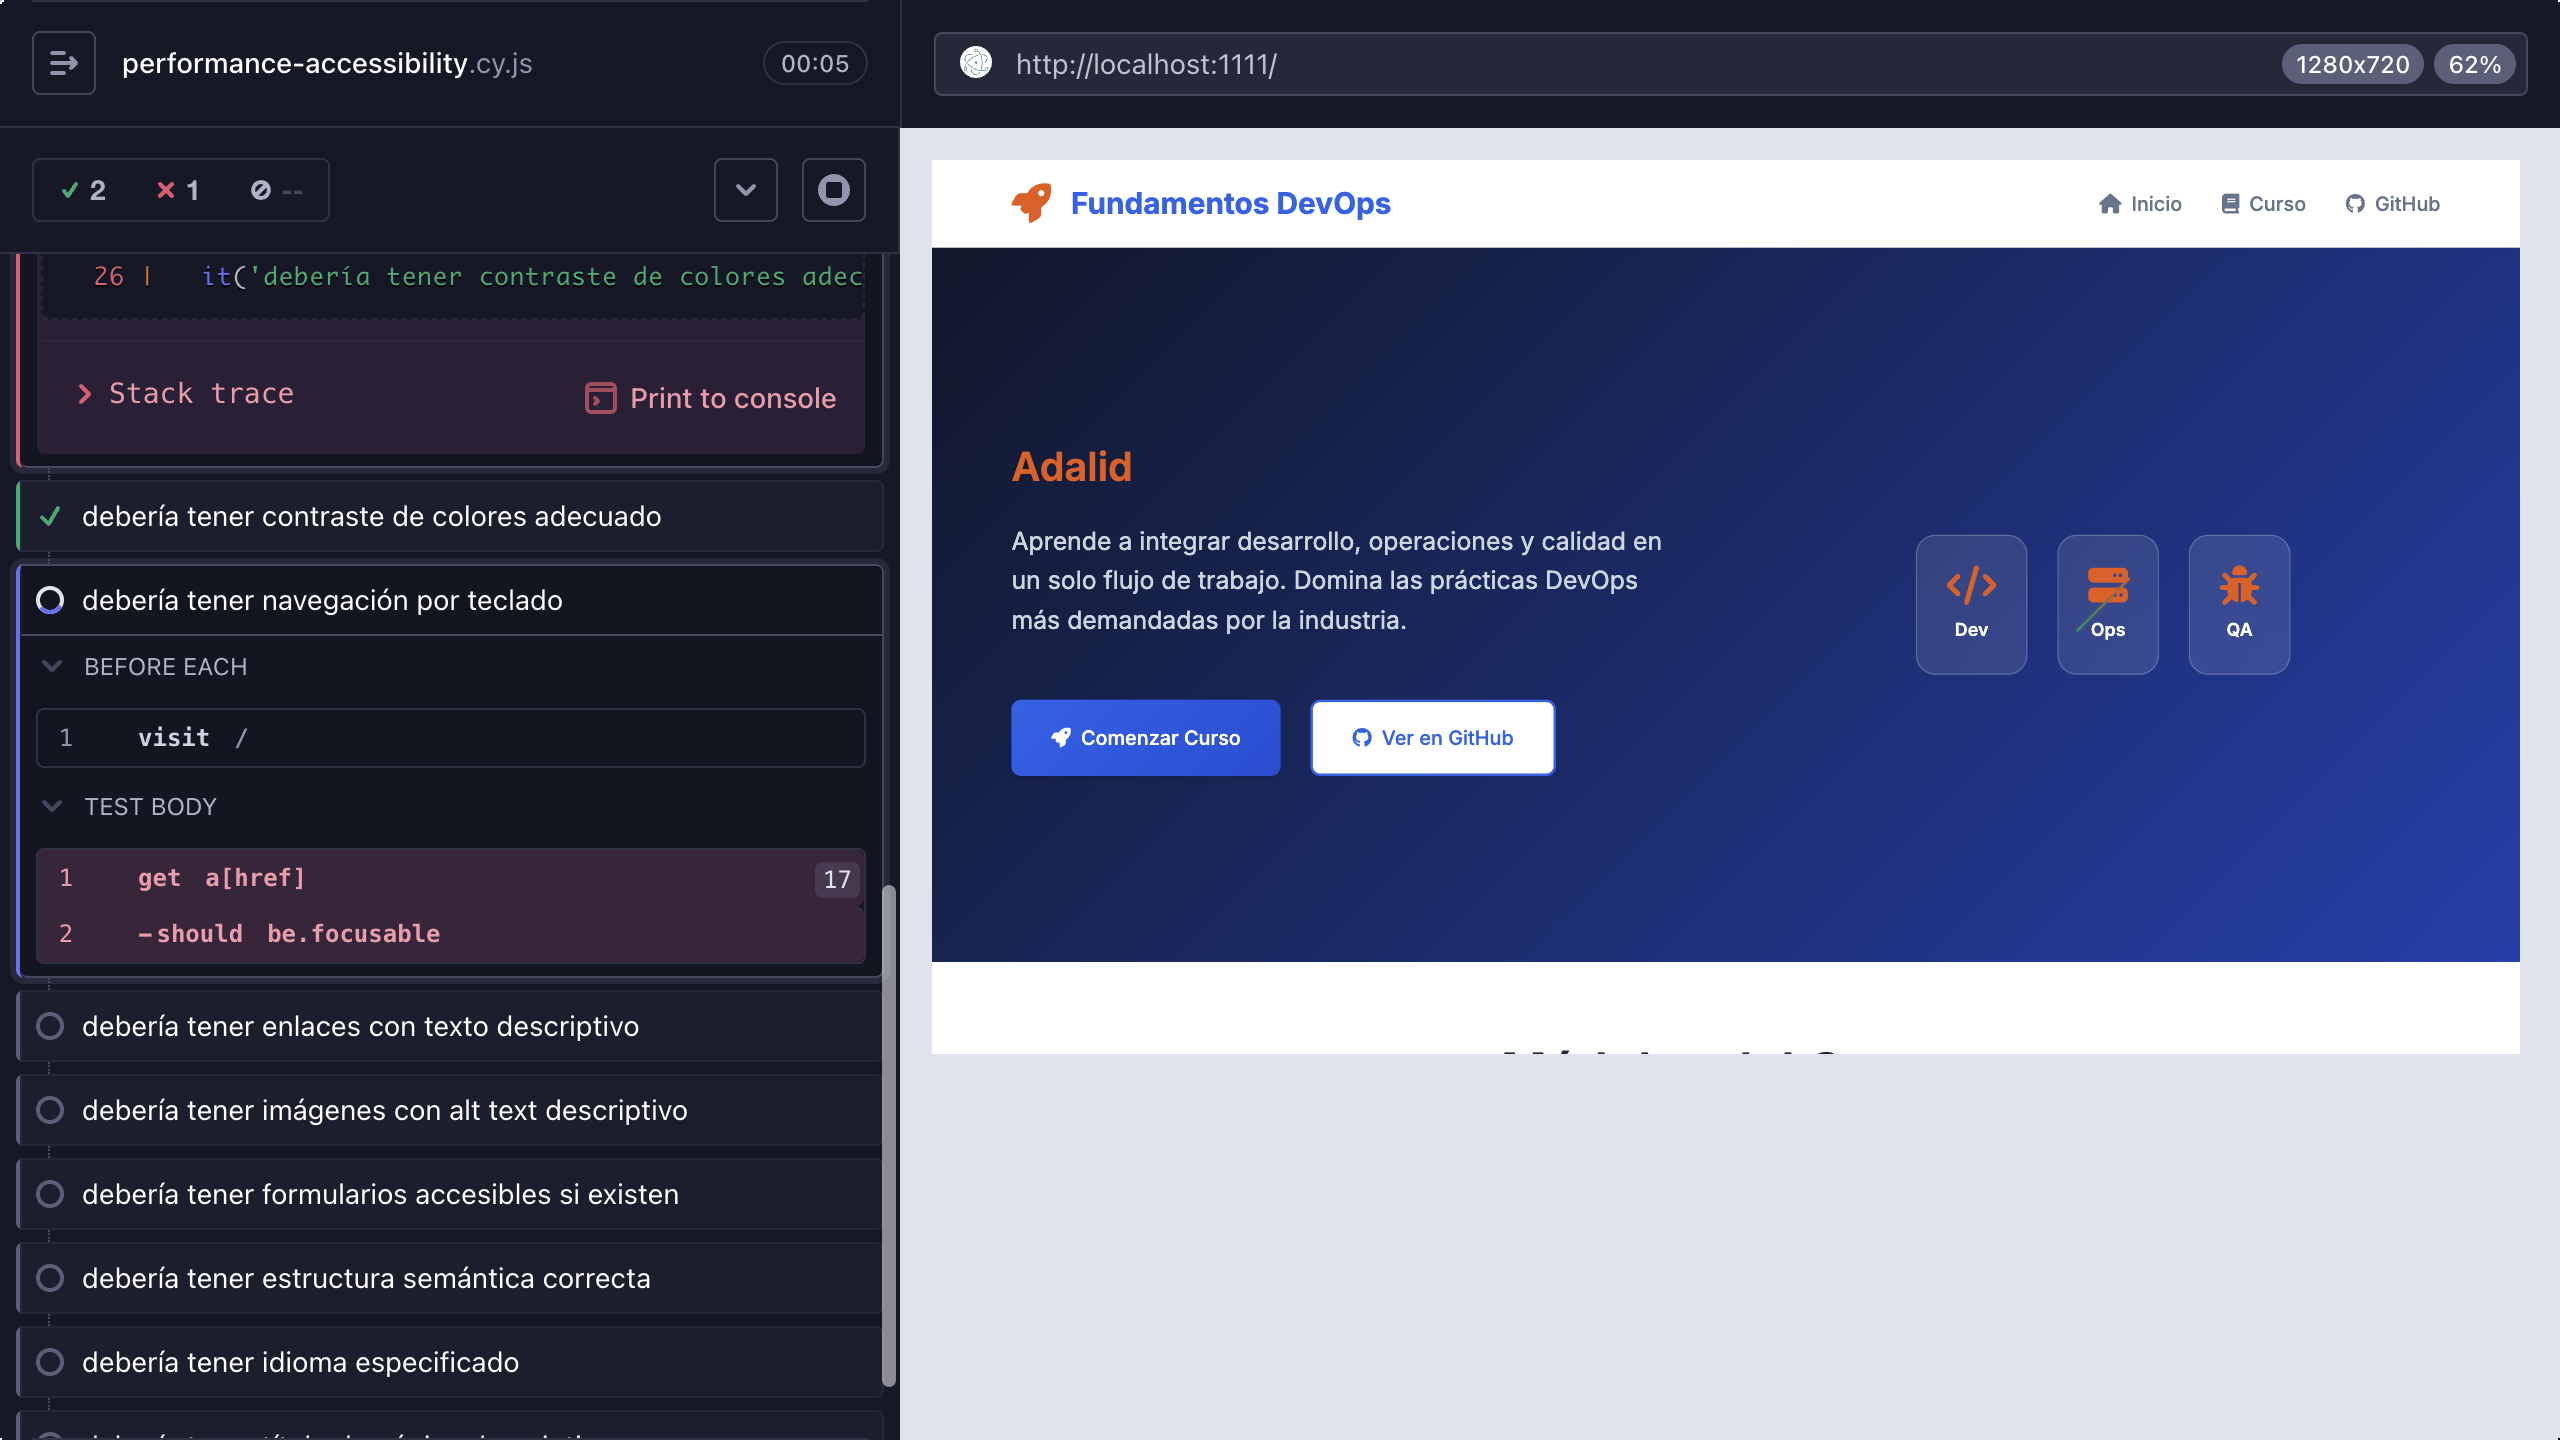 performance-accessibility.cy.js
00:05
2
1
--
26 |   it('debería tener contraste de colores adec
Stack trace
Print to console
debería tener contraste de colores adecuado
debería tener navegación por teclado
BEFORE EACH
1 visit /
TEST BODY
1 get a[href] 17
2 -should be.focusable
debería tener enlaces con texto descriptivo
debería tener imágenes con alt text descriptivo
debería tener formularios accesibles si existen
debería tener estructura semántica correcta
debería tener idioma especificado
http://localhost:1111/
1280x720
62%
Fundamentos DevOps
Inicio
Curso
GitHub
Adalid
Aprende a integrar desarrollo, operaciones y calidad en
un solo flujo de trabajo. Domina las prácticas DevOps
más demandadas por la industria.
Comenzar Curso
Ver en GitHub
Dev
Ops
QA